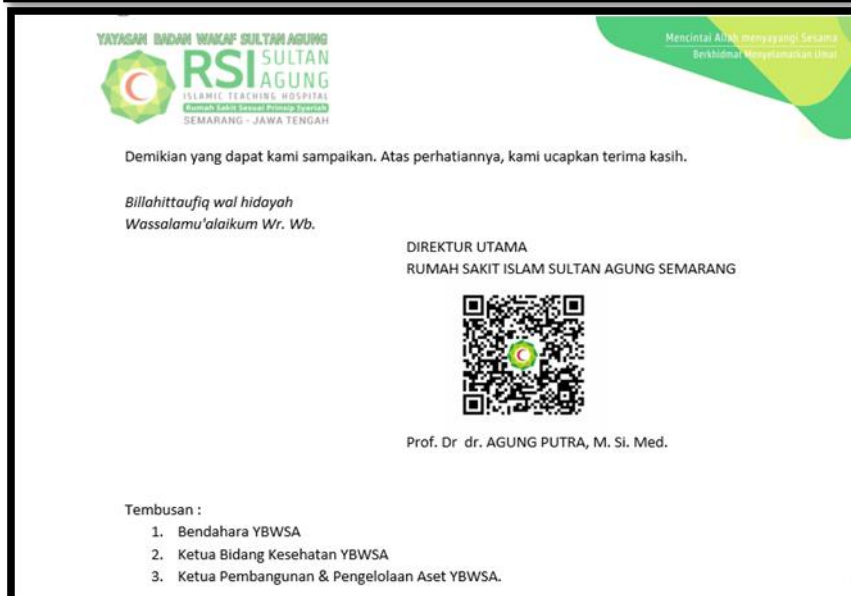 YAYASAN BADAN WAKAF SULTAN AGUNG
RSI SULTAN AGUNG
ISLAMIC TEACHING HOSPITAL
Rumah Sakit Sesuai Prinsip Syariah
SEMARANG - JAWA TENGAH
Mencintai Allah menyayangi Sesama
Berkhidmat Menyelamatkan Umat
Demikian yang dapat kami sampaikan. Atas perhatiannya, kami ucapkan terima kasih.
Billahittaufiq wal hidayah
Wassalamu'alaikum Wr. Wb.
DIREKTUR UTAMA
RUMAH SAKIT ISLAM SULTAN AGUNG SEMARANG
Prof. Dr dr. AGUNG PUTRA, M. Si. Med.
Tembusan :
1. Bendahara YBWSA
2. Ketua Bidang Kesehatan YBWSA
3. Ketua Pembangunan & Pengelolaan Aset YBWSA.